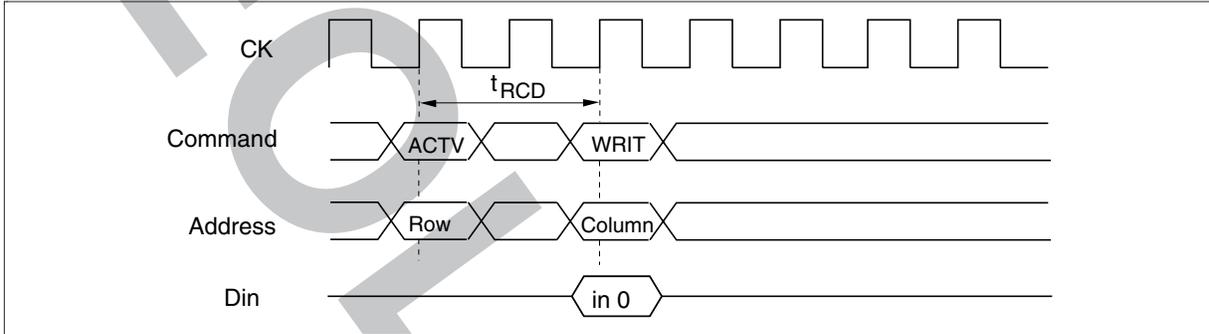 CK
tRCD
Command
ACTV
WRIT
Address
Row
Column
Din
in 0